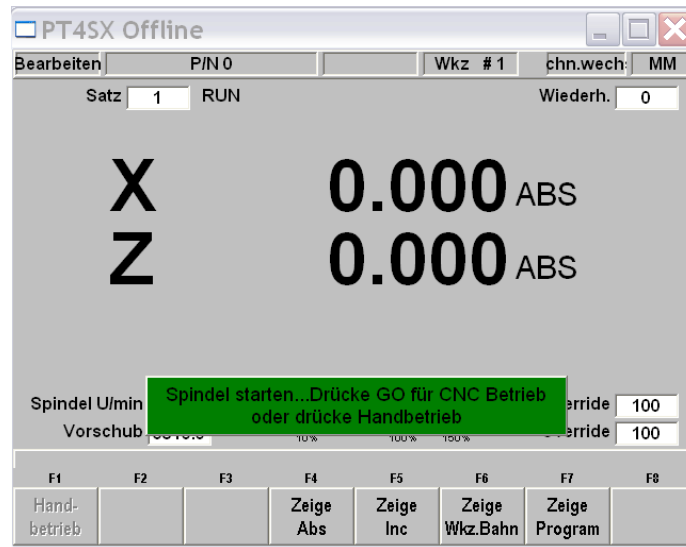 PT4SX Offline
Bearbeiten P/N 0 Wkz # 1 chn.wech MM
Satz 1 RUN Wiederh. 0
X 0.000 ABS
Z 0.000 ABS
Spindel starten...Drücke GO für CNC Betrieb
oder drücke Handbetrieb
Spindel U/min erride 100
Vorschub 10% 100% 150% override 100
F1 F2 F3 F4 F5 F6 F7 F8
Hand- Zeige Zeige Zeige Zeige
betrieb Abs Inc Wkz.Bahn Program